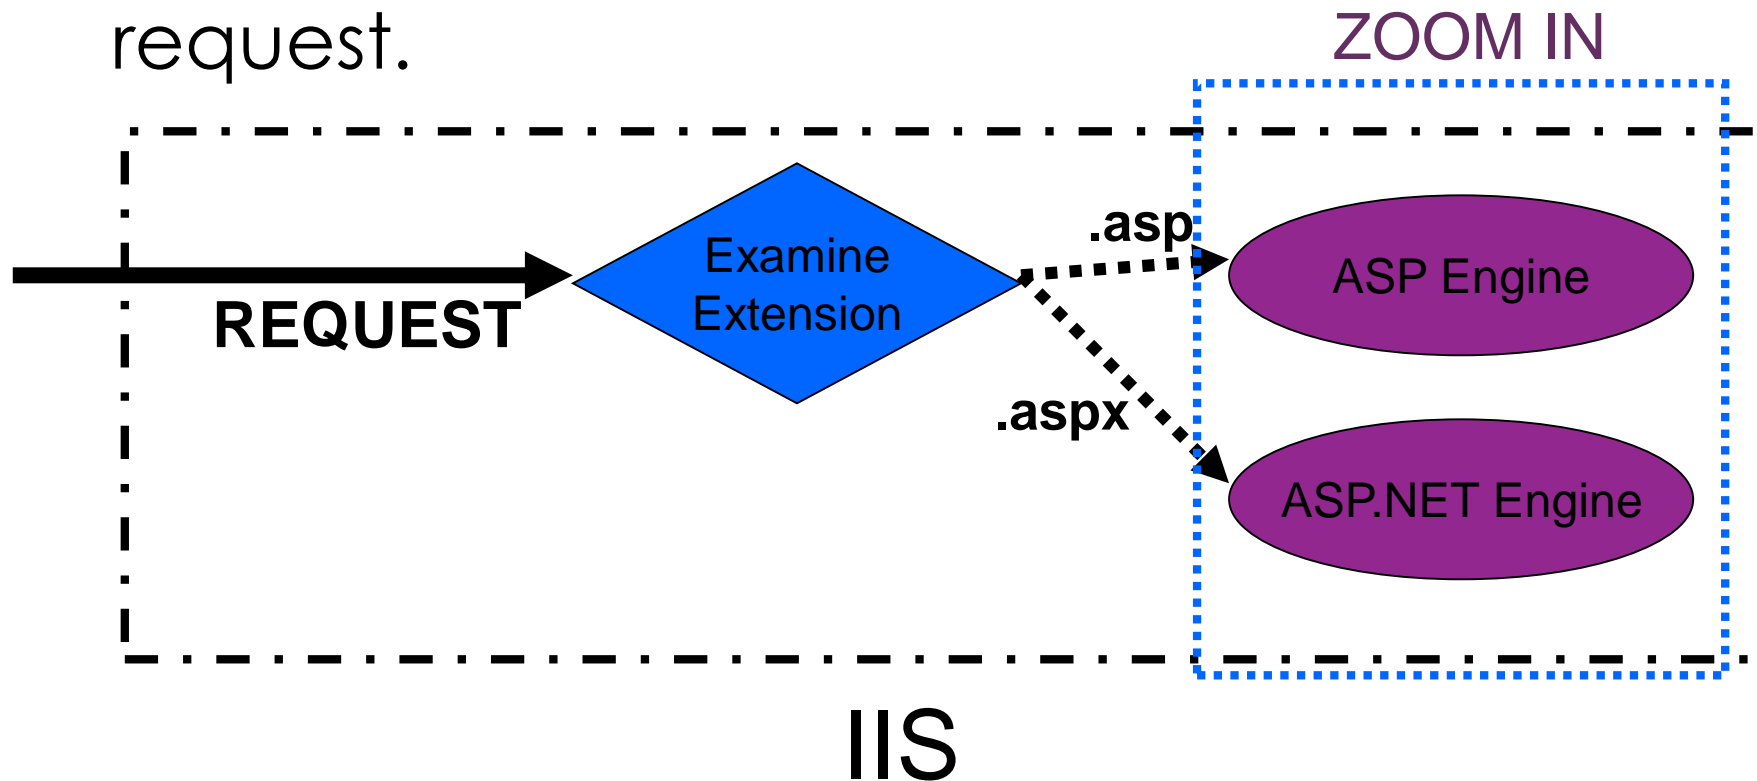 request.
ZOOM IN
REQUEST
Examine
Extension
.asp
.aspx
ASP Engine
ASP.NET Engine
IIS